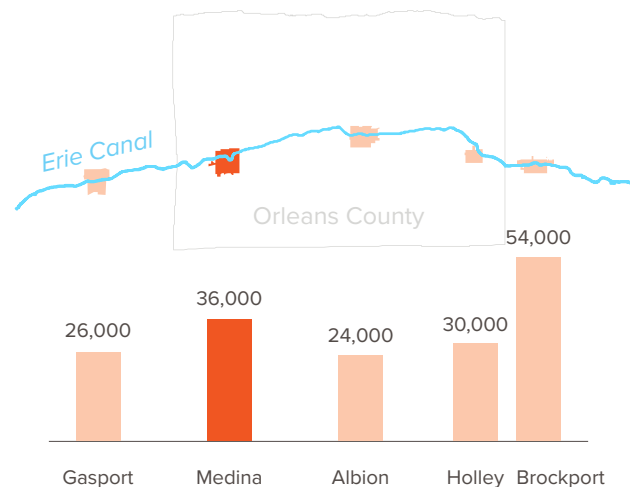 Erie Canal
Orleans County
54,000
36,000
26,000
24,000
30,000
Gasport Medina Albion Holley Brockport